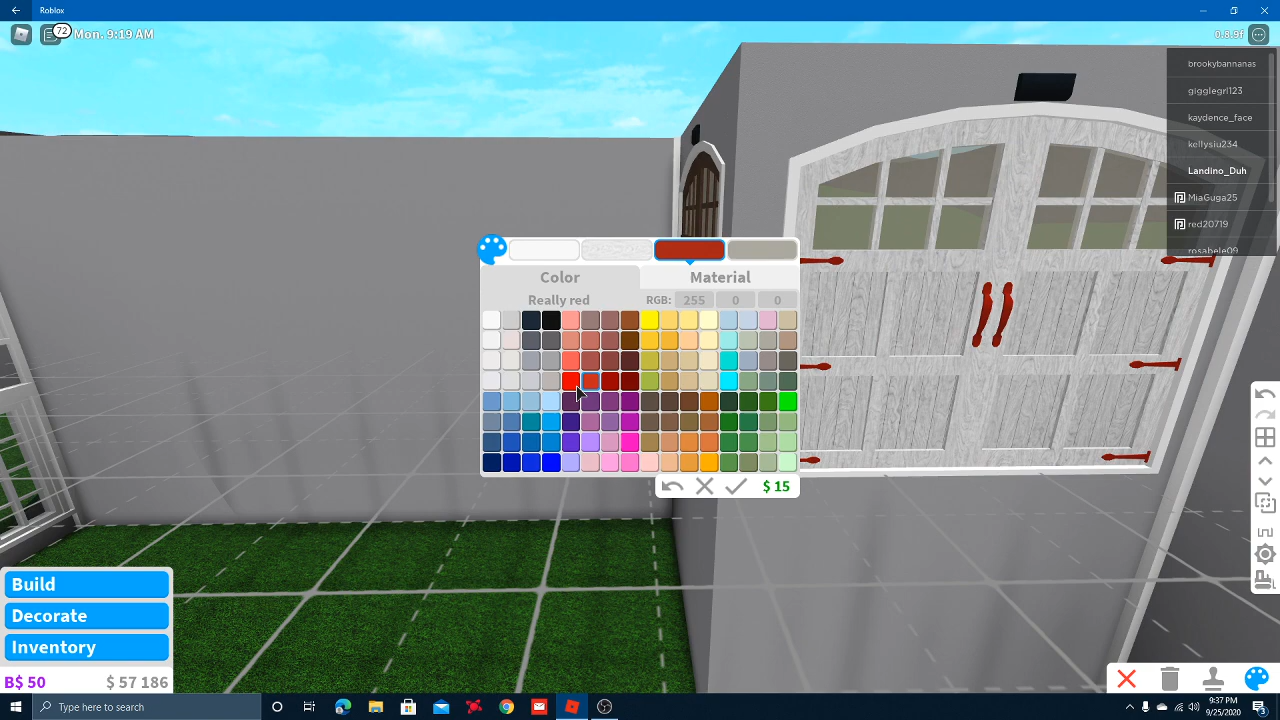 Roblox
72
Mon. 9:19 AM
0.8.9f
brookybannanas
gigglegrl123
kaydence_face
kellysiu234
Landino_Duh
MiaGuga25
red20719
rosabele09
Color
Material
Really red
RGB: 255 0 0
$ 15
Build
Decorate
Inventory
B$ 50
$ 57 186
Type here to search
9:37 PM
9/25/2020
3